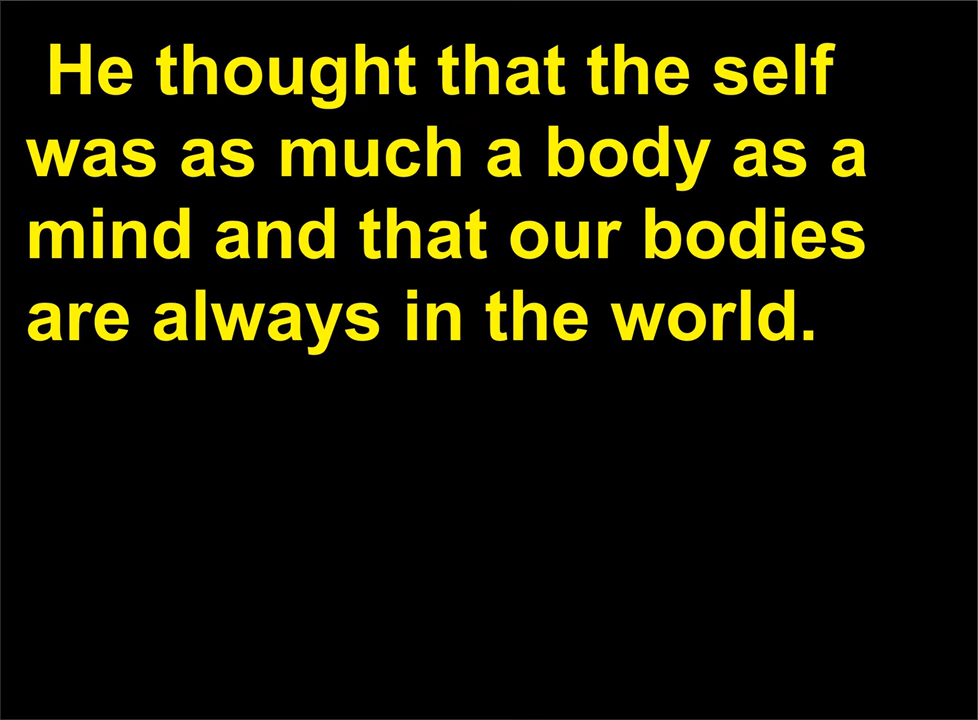 He thought that the self
was as much a body as a
mind and that our bodies
are always in the world.